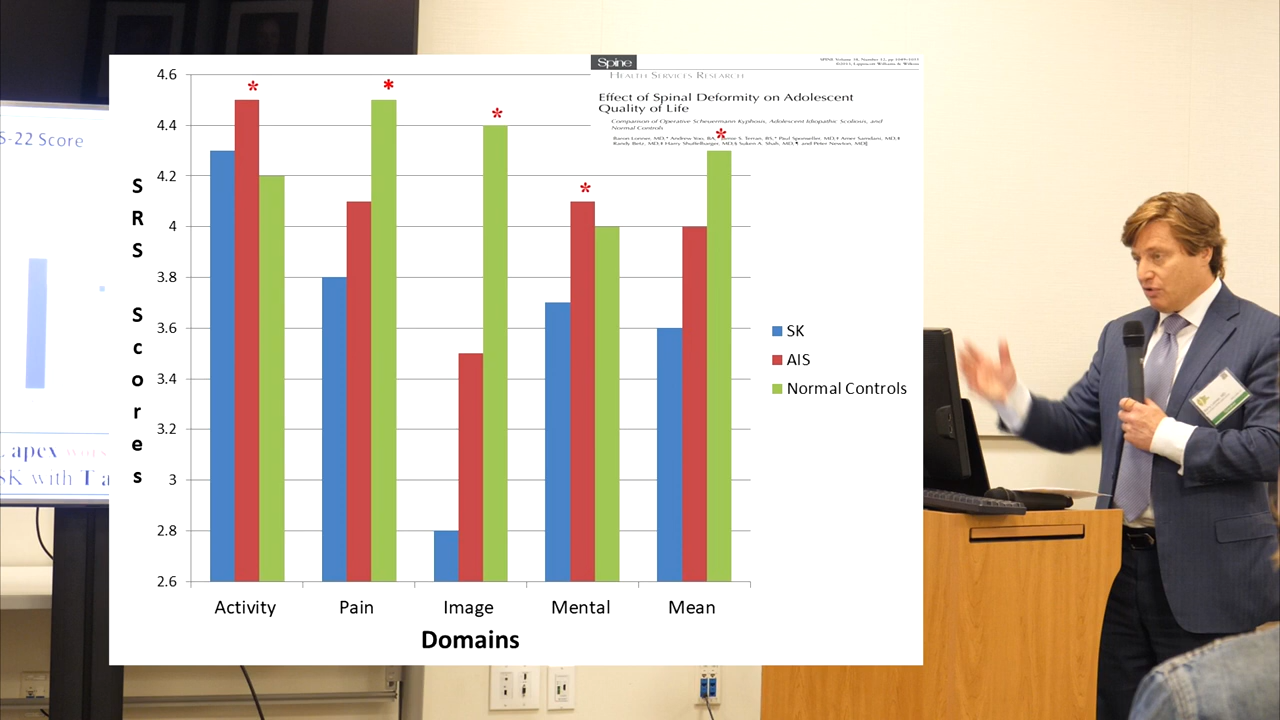 S-22 Score
apex
SK with T a
Spine
HEALTH SERVICES RESEARCH
Effect of Spinal Deformity on Adolescent
Quality of Life
Comparison of Operative Scheuermann Kyphosis, Adolescent Idiopathic Scoliosis, and
Normal Controls
4.6
4.4
4.2
4
3.8
3.6
3.4
3.2
3
2.8
2.6
SRS Scores
*
*
*
*
*
Activity Pain Image Mental Mean
Domains
SK
AIS
Normal Controls